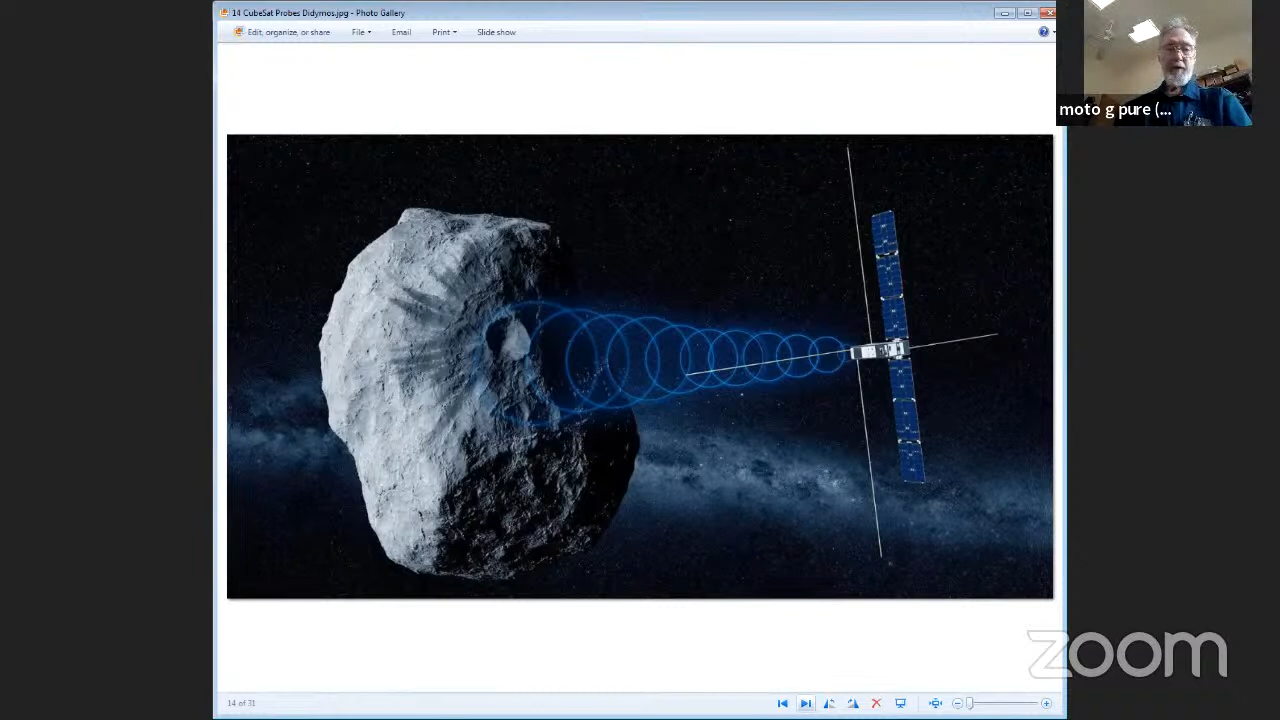 14 CubeSat Probes Didymos.jpg - Photo Gallery
Edit, organize, or share File Email Print Slide show
moto g pure (...
zoom
14 of 31